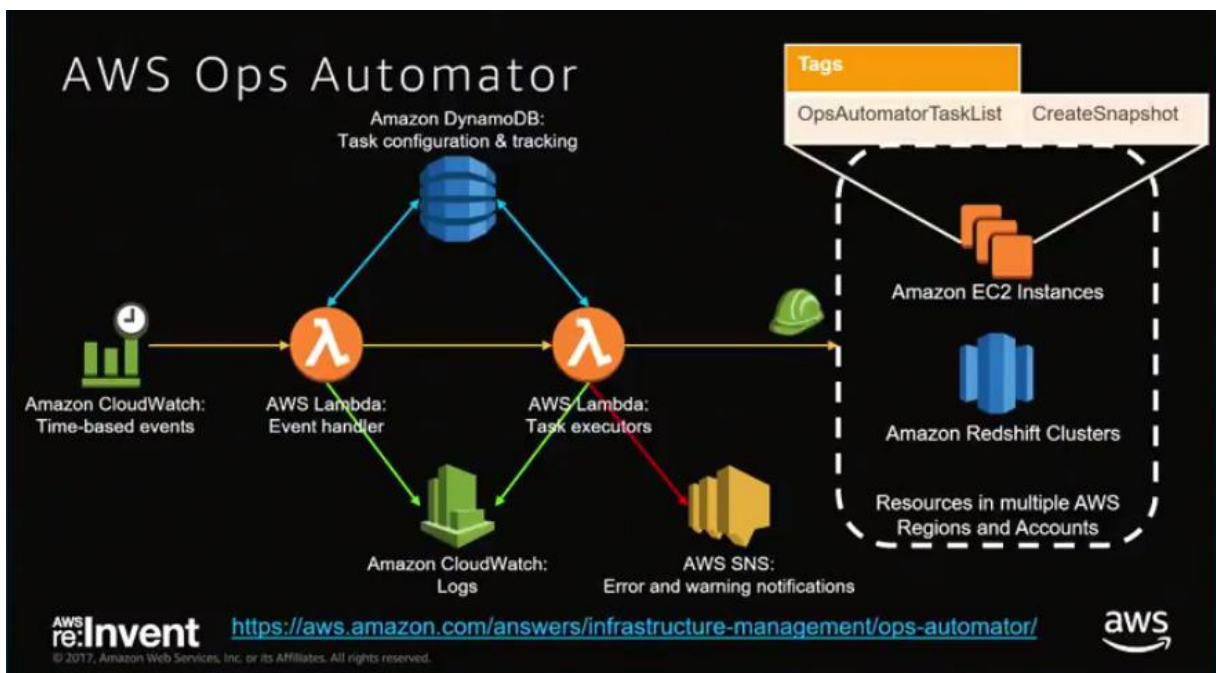 AWS Ops Automator
Tags
OpsAutomatorTaskList CreateSnapshot
Amazon DynamoDB:
Task configuration & tracking
Amazon EC2 Instances
Amazon CloudWatch:
Time-based events
AWS Lambda:
Event handler
AWS Lambda:
Task executors
Amazon Redshift Clusters
Resources in multiple AWS
Regions and Accounts
Amazon CloudWatch:
Logs
AWS SNS:
Error and warning notifications
AWS
re:Invent
https://aws.amazon.com/answers/infrastructure-management/ops-automator/
aws
© 2017, Amazon Web Services, Inc. or its Affiliates. All rights reserved.